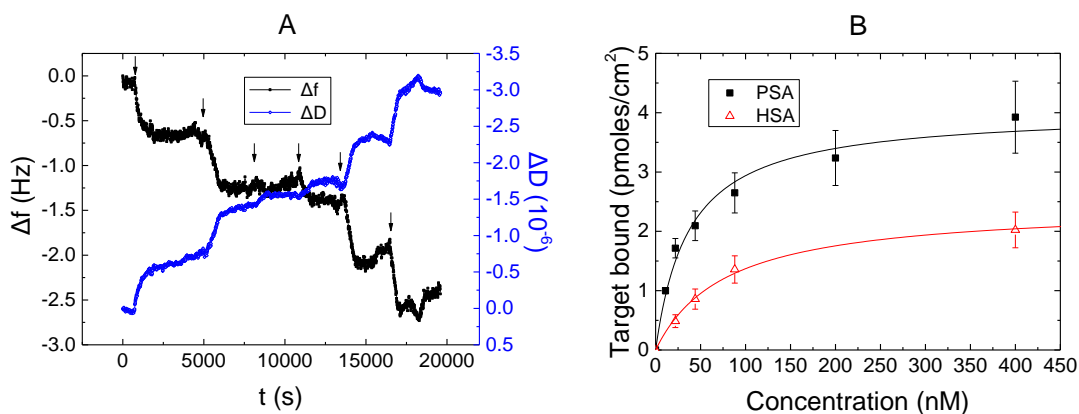 A
0.0
-0.5
-1.0
-1.5
-2.0
-2.5
-3.0
Δf (Hz)
Δf
ΔD
-3.5
-3.0
-2.5
-2.0
-1.5
-1.0
-0.5
0.0
0.5
ΔD (10-6)
0 5000 10000 15000 20000
t (s)
B
5
4
3
2
1
0
Target bound (pmoles/cm2)
PSA
HSA
0 50 100 150 200 250 300 350 400 450
Concentration (nM)